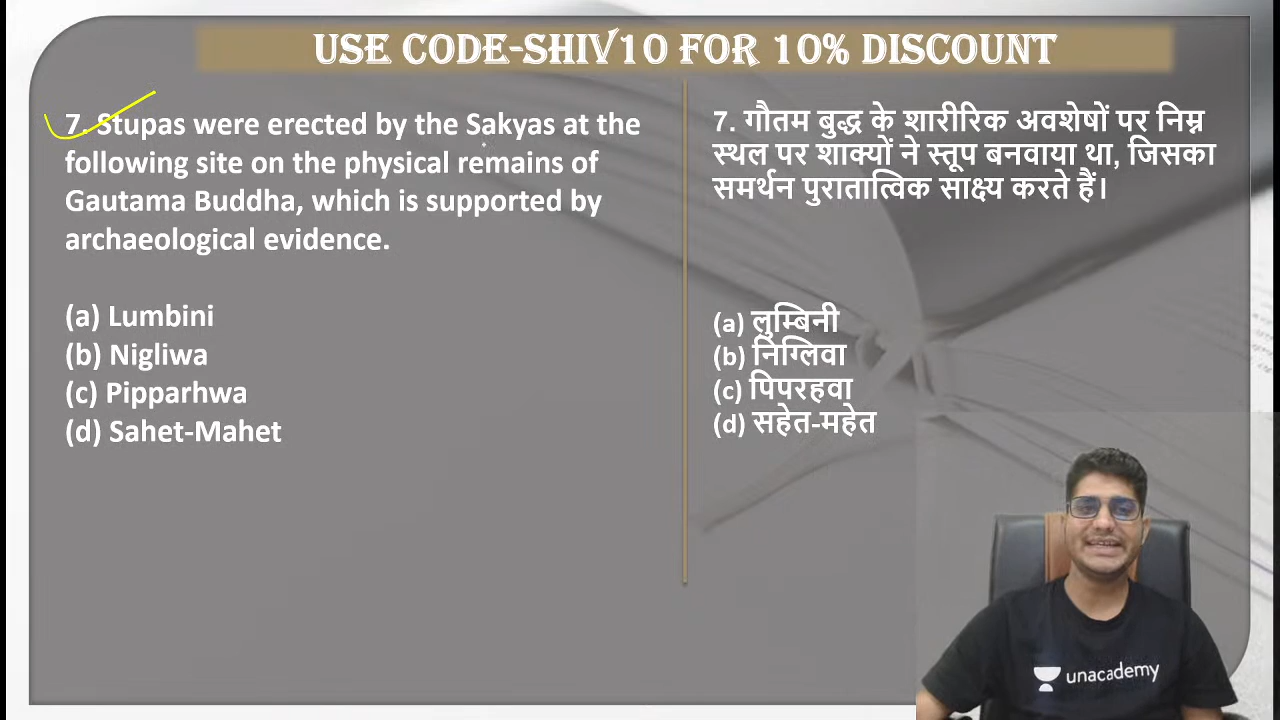 USE CODE-SHIV10 FOR 10% DISCOUNT
7. Stupas were erected by the Sakyas at the
following site on the physical remains of
Gautama Buddha, which is supported by
archaeological evidence.
(a) Lumbini
(b) Nigliwa
(c) Pipparhwa
(d) Sahet-Mahet
7. गौतम बुद्ध के शारीरिक अवशेषों पर निम्न
स्थल पर शाक्यों ने स्तूप बनवाया था, जिसका
समर्थन पुरातात्विक साक्ष्य करते हैं।
(a) लुम्बिनी
(b) निग्लिवा
(c) पिपरहवा
(d) सहेत-महेत
unacademy